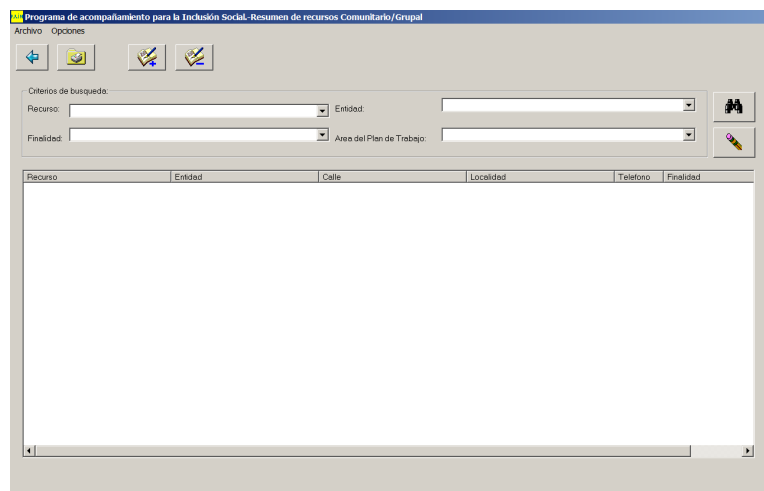 Programa de acompañamiento para la Inclusión Social.-Resumen de recursos Comunitario/Grupal
Archivo Opciones
Criterios de busqueda:
Recurso: Entidad:
Finalidad: Area del Plan de Trabajo:
Recurso Entidad Calle Localidad Telefono Finalidad